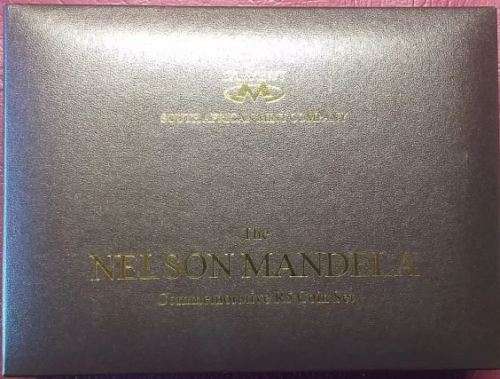 SOUTH AFRICAN MINT COMPANY
The
NELSON MANDELA
Commemorative R5 Coin Set